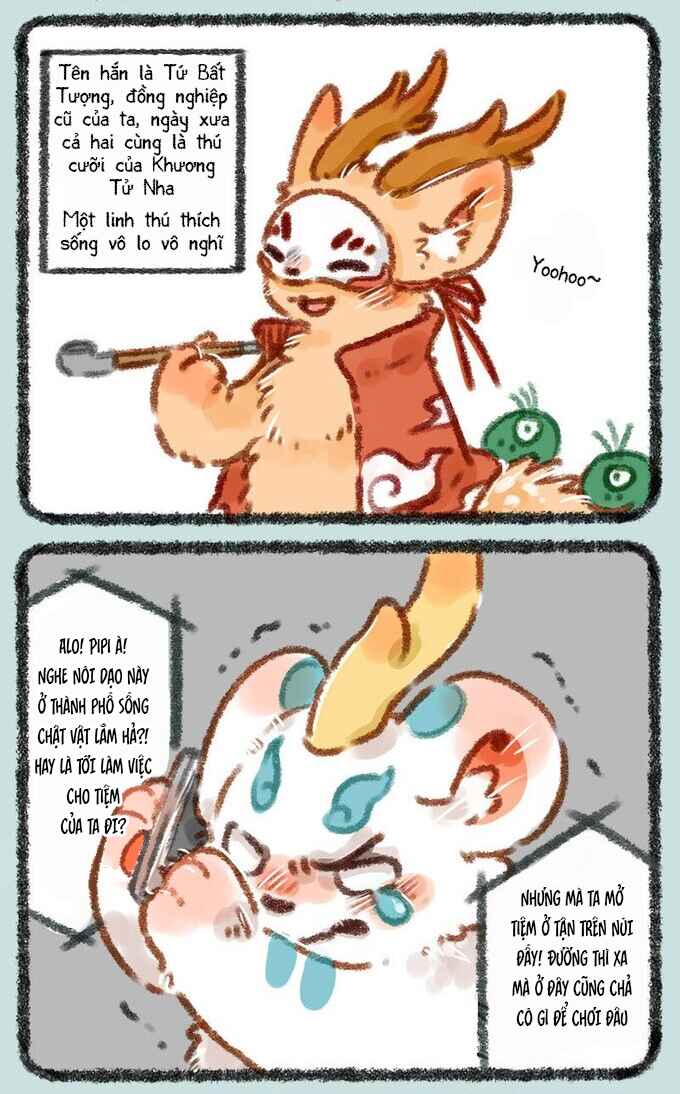 Tên hắn là Tứ Bất
Tượng, đồng nghiệp
cũ của ta, ngày xưa
cả hai cùng là thú
cưỡi của Khương
Tử Nha
Một linh thú thích
sống vô lo vô nghĩ
Yoohoo~
ALO! PIPI À!
NGHE NÓI DẠO NÀY
Ở THÀNH PHỐ SỐNG
CHẬT VẬT LẮM HẢ?!
HAY LÀ TỚI LÀM VIỆC
CHO TIỆM
CỦA TA ĐI?
NHƯNG MÀ TA MỞ
TIỆM Ở TẬN TRÊN NÚI
ĐẤY! ĐƯỜNG THÌ XA
MÀ Ở ĐÂY CŨNG CHẢ
CÓ GÌ ĐỂ CHƠI ĐÂU